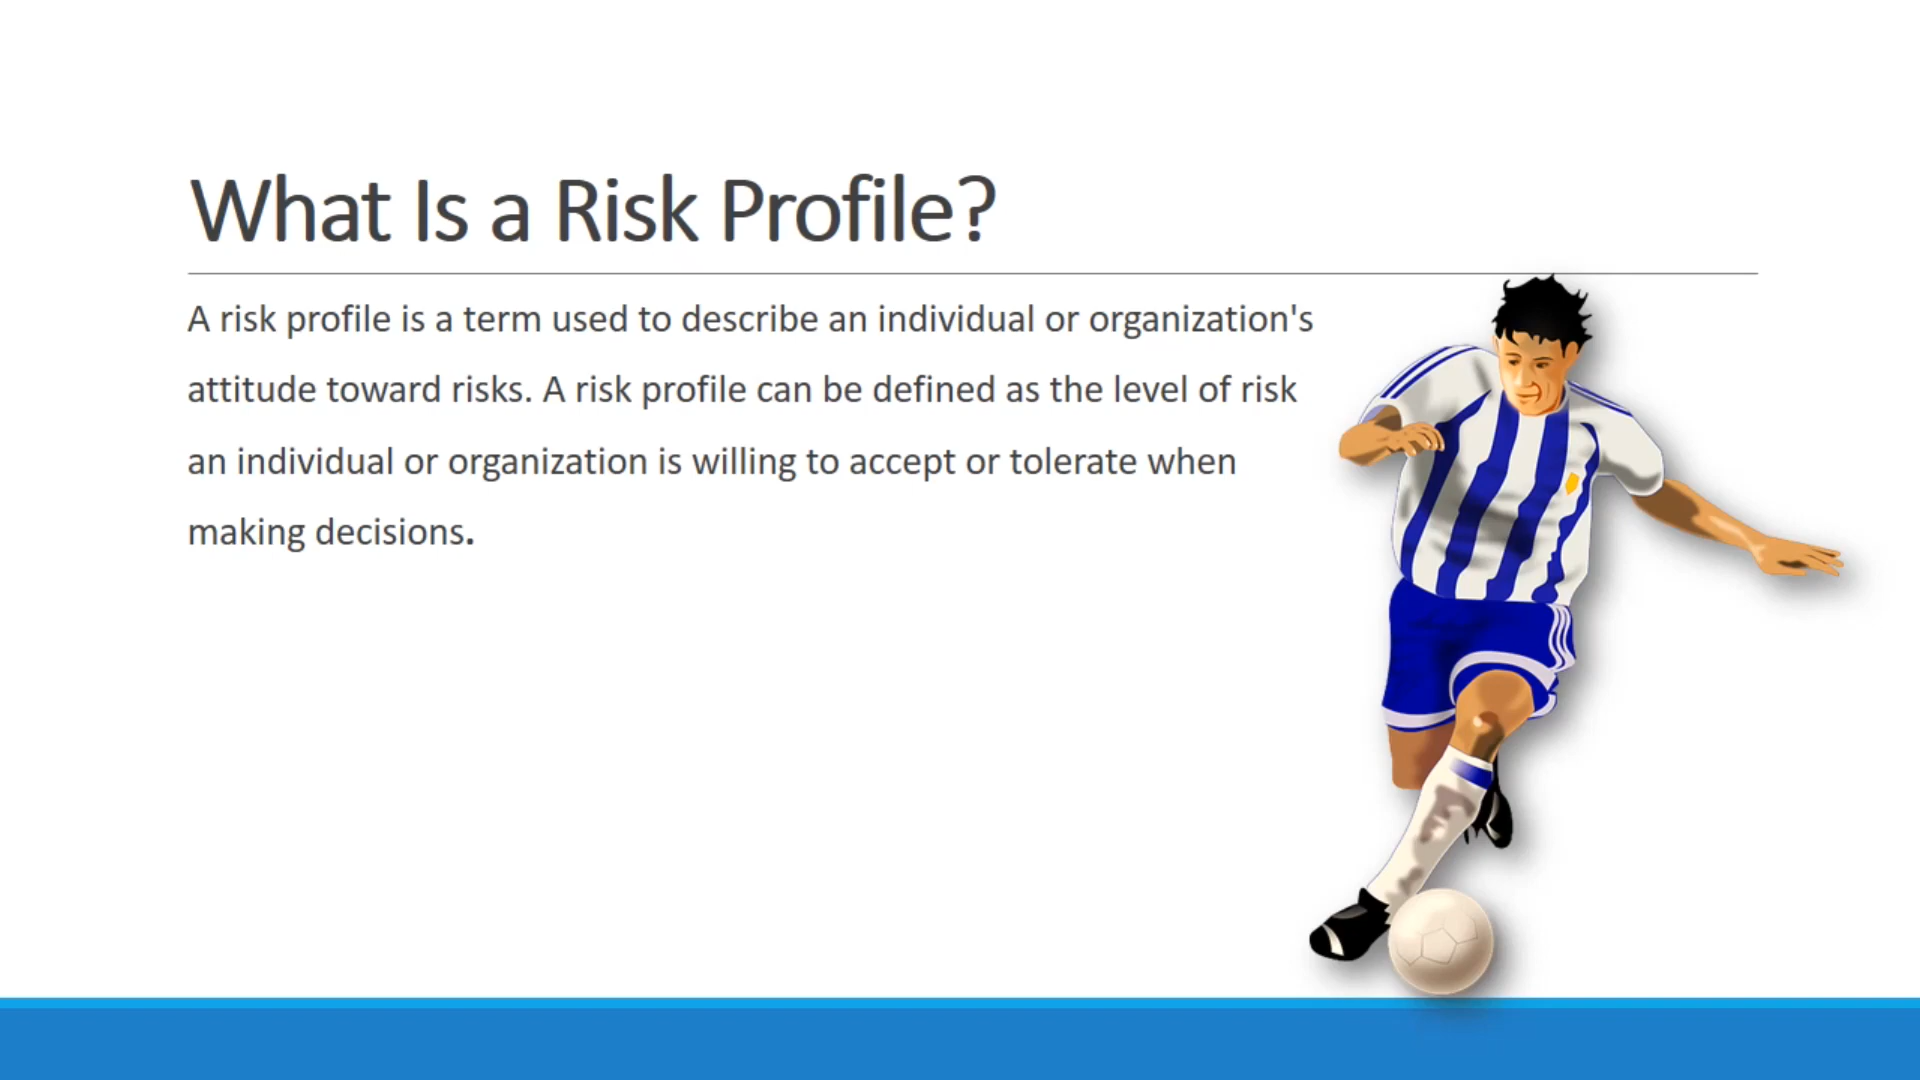 What Is a Risk Profile?
A risk profile is a term used to describe an individual or organization's
attitude toward risks. A risk profile can be defined as the level of risk
an individual or organization is willing to accept or tolerate when
making decisions.